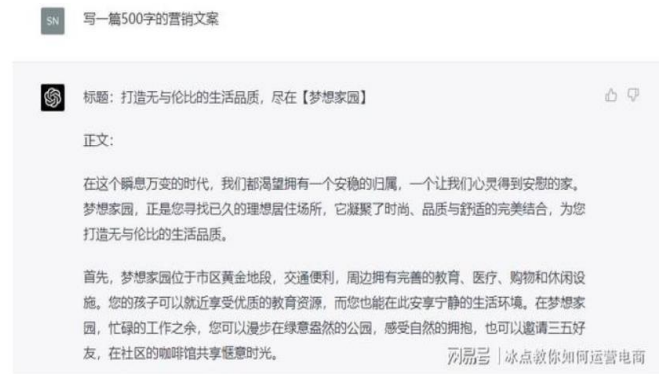 SN
写一篇500字的营销文案
标题：打造无与伦比的生活品质，尽在【梦想家园】
正文：
在这个瞬息万变的时代，我们都渴望拥有一个安稳的归属，一个让我们心灵得到安慰的家。
梦想家园，正是您寻找已久的理想居住场所，它凝聚了时尚、品质与舒适的完美结合，为您
打造无与伦比的生活品质。
首先，梦想家园位于市区黄金地段，交通便利，周边拥有完善的教育、医疗、购物和休闲设
施。您的孩子可以就近享受优质的教育资源，而您也能在此安享宁静的生活环境。在梦想家
园，忙碌的工作之余，您可以漫步在绿意盎然的公园，感受自然的拥抱，也可以邀请三五好
友，在社区的咖啡馆共享惬意时光。
网易号 | 冰点教你如何运营电商